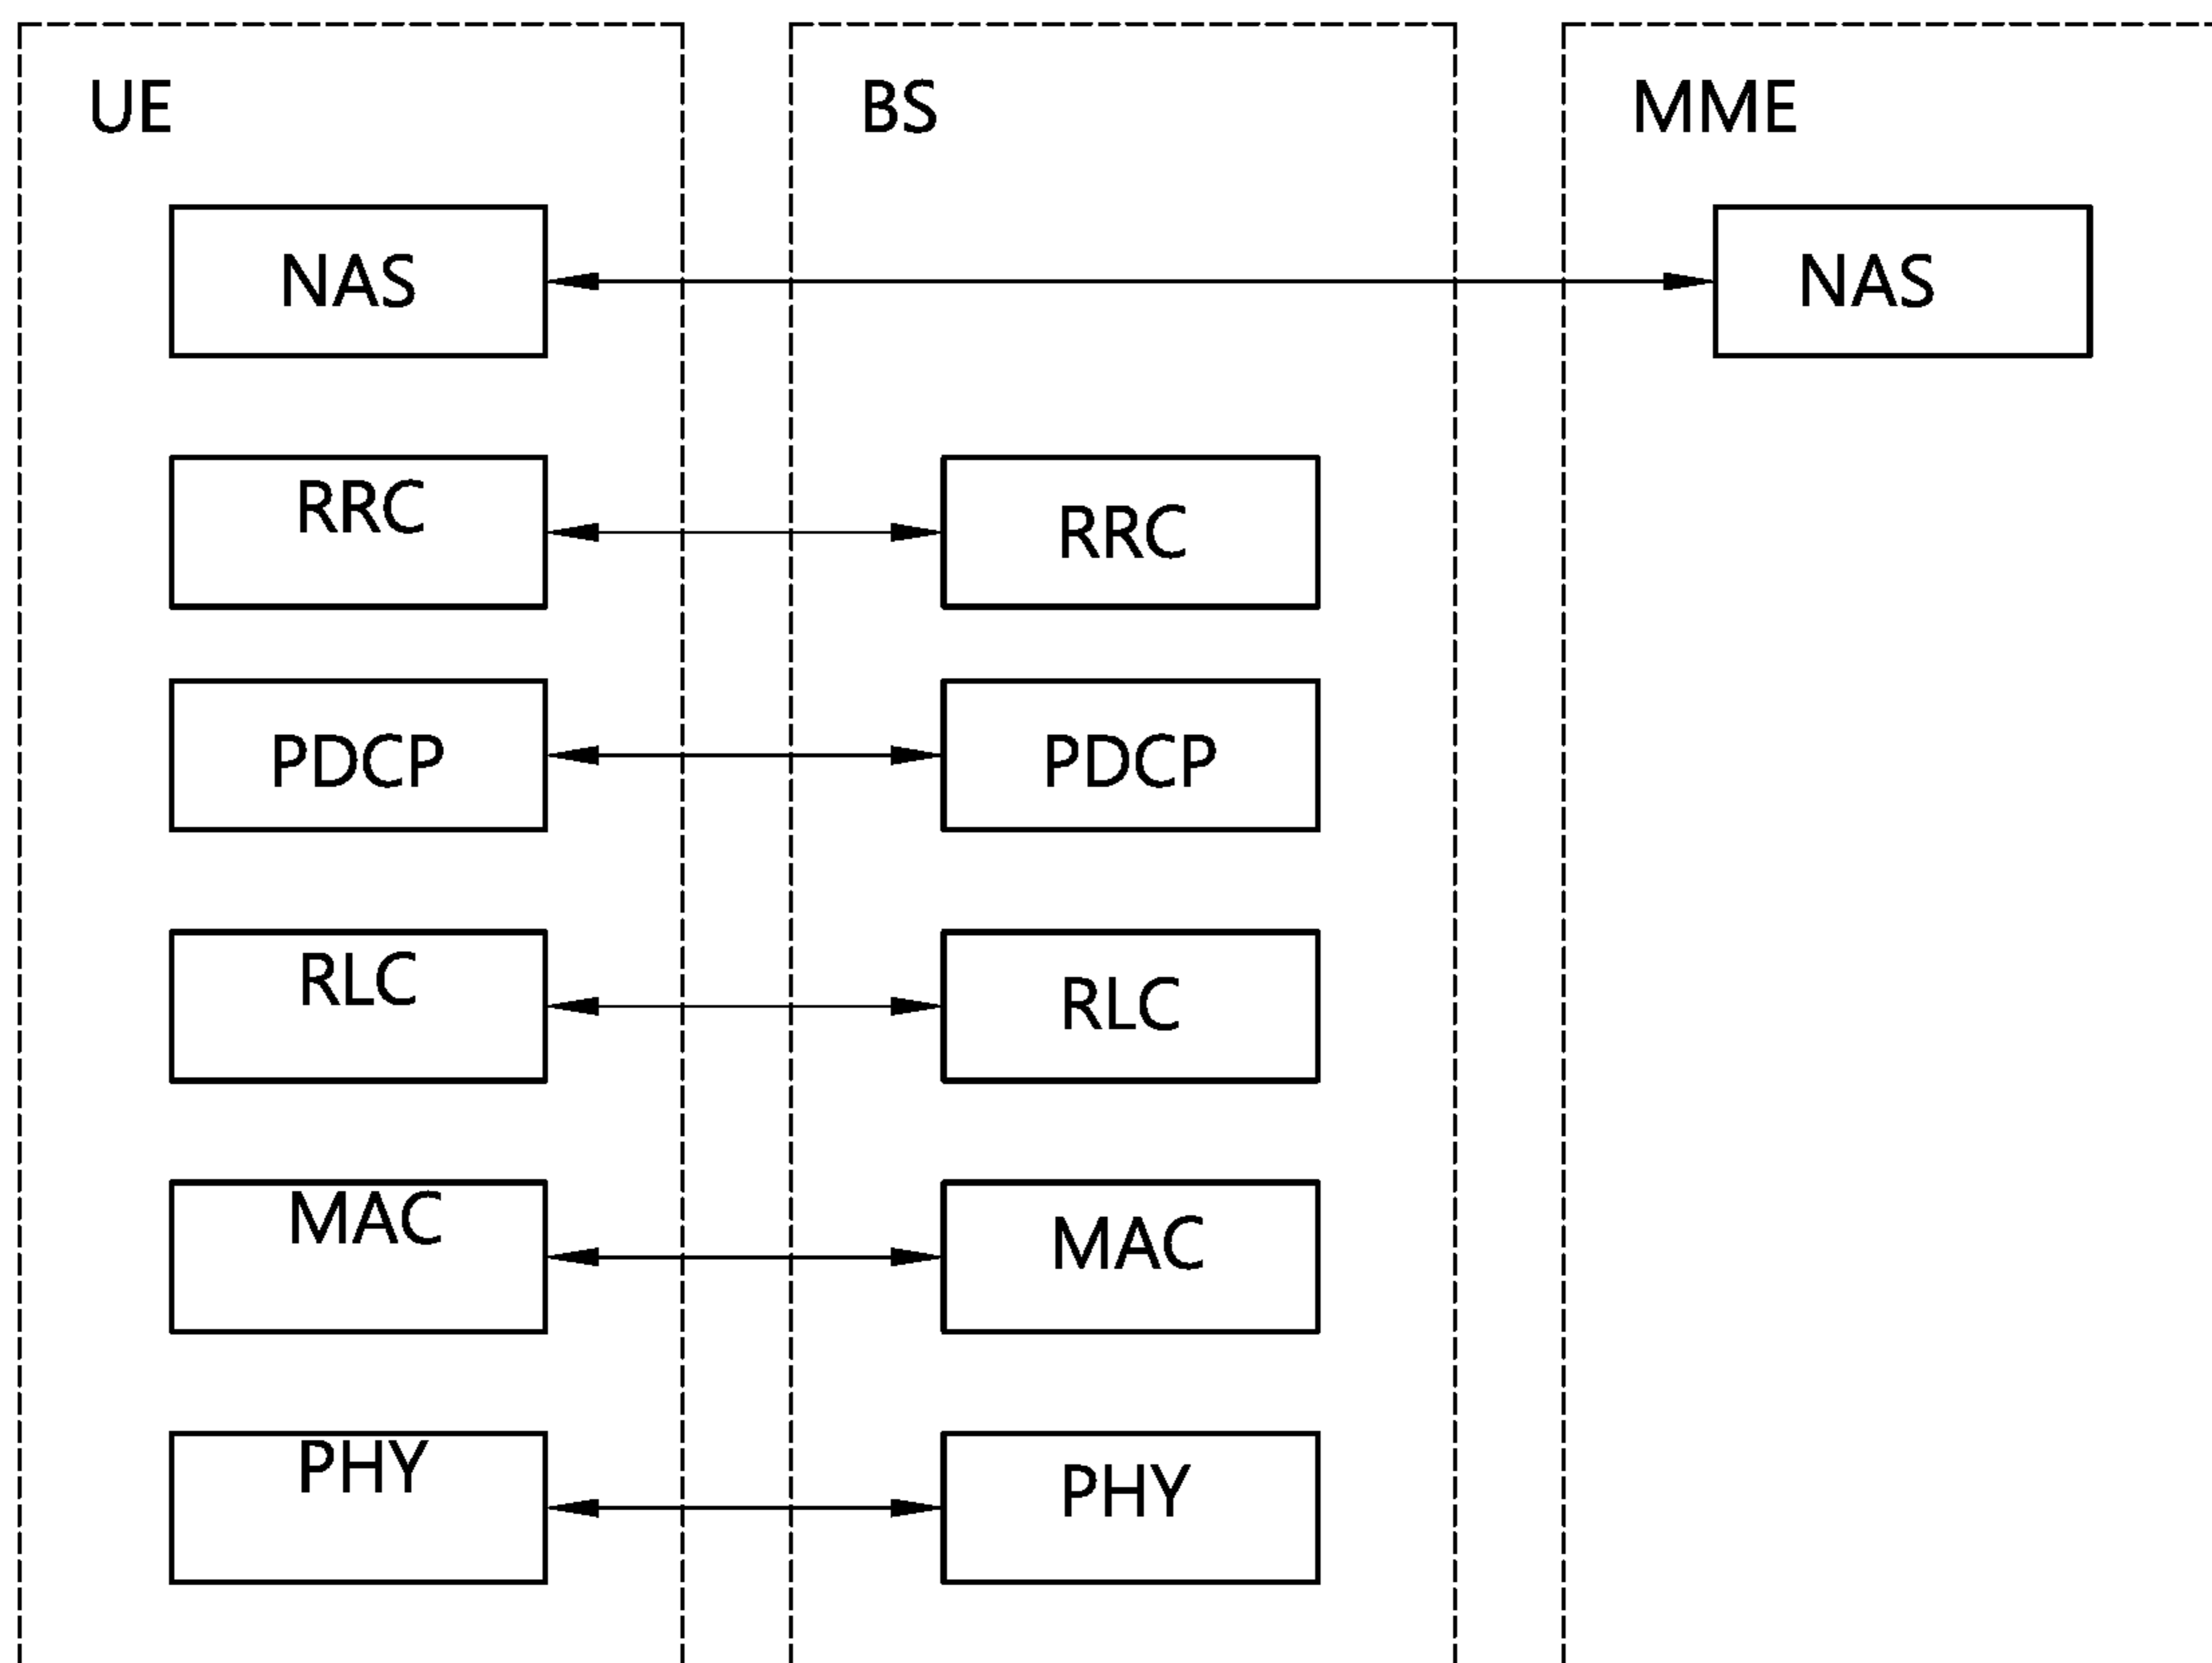 UE
BS
MME
NAS
NAS
RRC
RRC
PDCP
PDCP
RLC
RLC
MAC
MAC
PHY
PHY